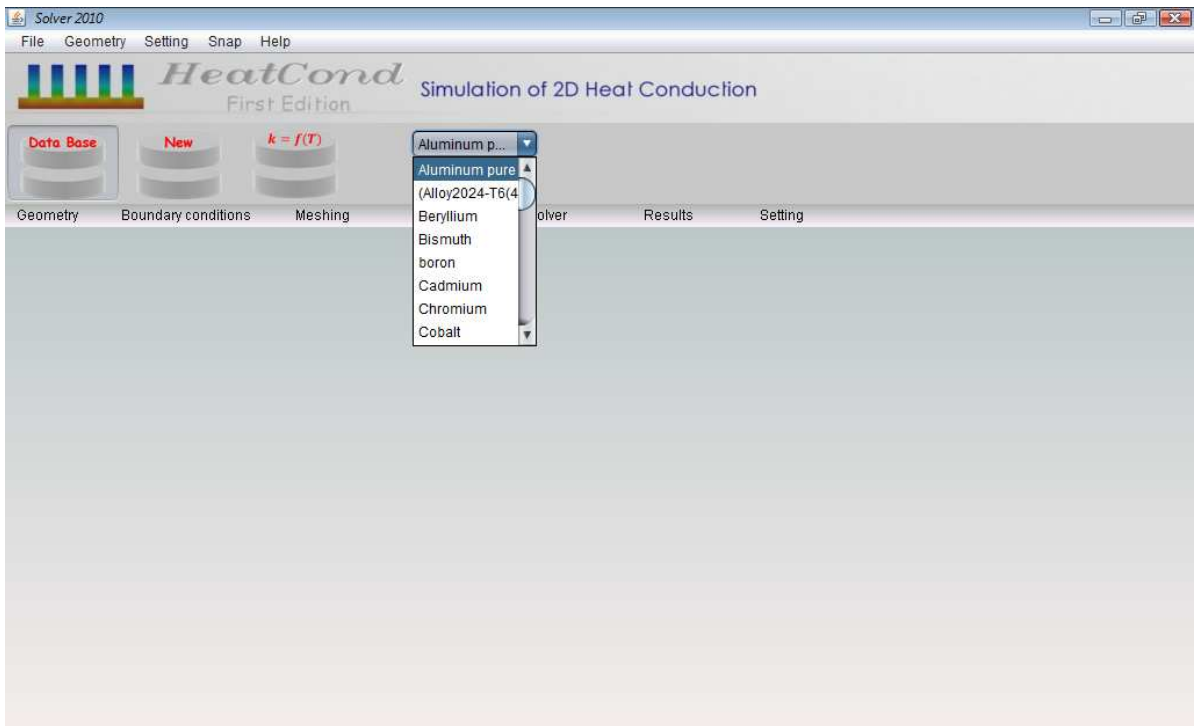 Solver 2010
File Geometry Setting Snap Help
HeatCond
First Edition
Simulation of 2D Heat Conduction
Data Base New k = f(T) Aluminum p...
Aluminum pure
(Alloy2024-T6(4
Geometry Boundary conditions Meshing olver Results Setting
Beryllium
Bismuth
boron
Cadmium
Chromium
Cobalt